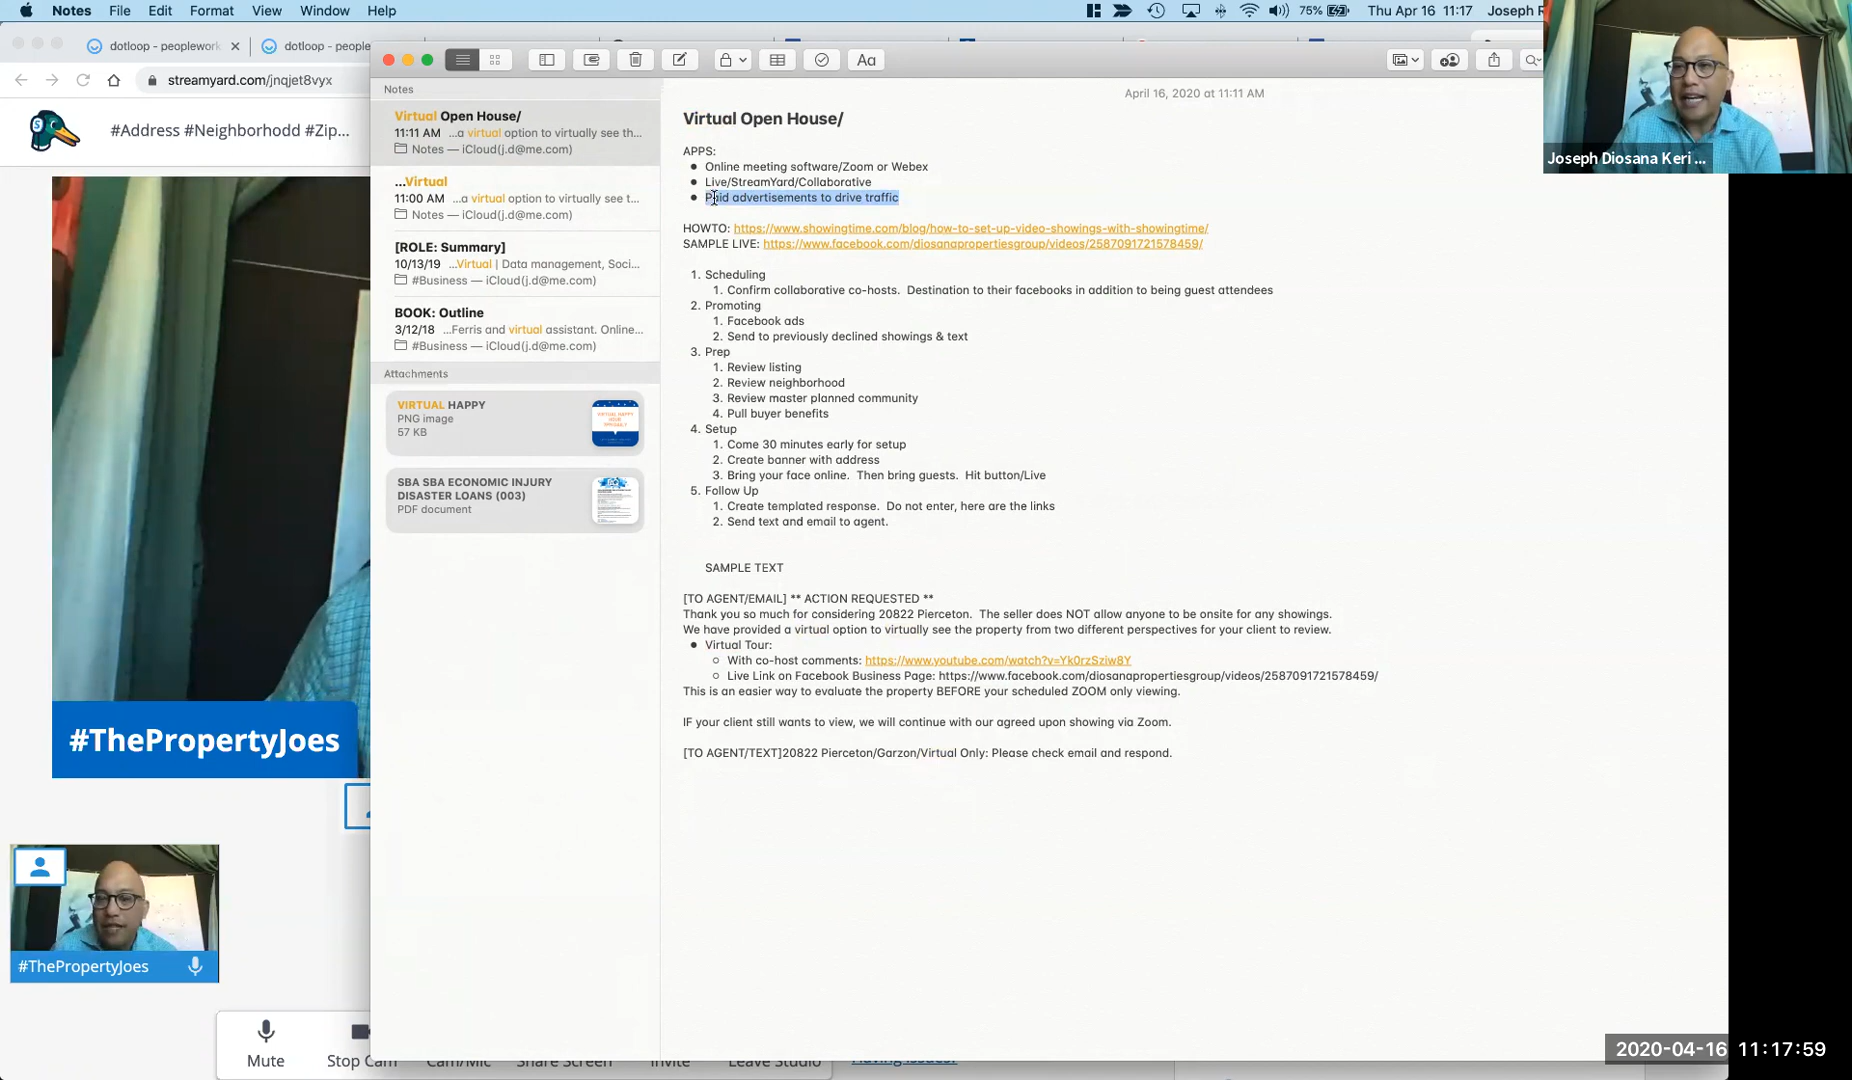 Notes File Edit Format View Window Help
75% Thu Apr 16 11:17 Joseph R
dotloop - peoplework
dotloop - people
streamyard.com/jnqjet8vyx
#Address #Neighborhodd #Zip...
#ThePropertyJoes
#ThePropertyJoes
Mute
Stop Cam
Cam/Mic
Share Screen
Invite
Leave Studio
Having issues?
Notes
Virtual Open House/
11:11 AM ...a virtual option to virtually see th...
Notes — iCloud(j.d@me.com)
...Virtual
11:00 AM ...a virtual option to virtually see t...
Notes — iCloud(j.d@me.com)
[ROLE: Summary]
10/13/19 ...Virtual | Data management, Soci...
#Business — iCloud(j.d@me.com)
BOOK: Outline
3/12/18 ...Ferris and virtual assistant. Online...
#Business — iCloud(j.d@me.com)
Attachments
VIRTUAL HAPPY
PNG image
57 KB
SBA SBA ECONOMIC INJURY
DISASTER LOANS (003)
PDF document
Aa
April 16, 2020 at 11:11 AM
Virtual Open House/
APPS:
• Online meeting software/Zoom or Webex
• Live/StreamYard/Collaborative
• Paid advertisements to drive traffic
HOWTO: https://www.showingtime.com/blog/how-to-set-up-video-showings-with-showingtime/
SAMPLE LIVE: https://www.facebook.com/diosanapropertiesgroup/videos/2587091721578459/
1. Scheduling
1. Confirm collaborative co-hosts. Destination to their facebooks in addition to being guest attendees
2. Promoting
1. Facebook ads
2. Send to previously declined showings & text
3. Prep
1. Review listing
2. Review neighborhood
3. Review master planned community
4. Pull buyer benefits
4. Setup
1. Come 30 minutes early for setup
2. Create banner with address
3. Bring your face online. Then bring guests. Hit button/Live
5. Follow Up
1. Create templated response. Do not enter, here are the links
2. Send text and email to agent.
SAMPLE TEXT
[TO AGENT/EMAIL] ** ACTION REQUESTED **
Thank you so much for considering 20822 Pierceton. The seller does NOT allow anyone to be onsite for any showings.
We have provided a virtual option to virtually see the property from two different perspectives for your client to review.
• Virtual Tour:
○ With co-host comments: https://www.youtube.com/watch?v=Yk0rzSziw8Y
○ Live Link on Facebook Business Page: https://www.facebook.com/diosanapropertiesgroup/videos/2587091721578459/
This is an easier way to evaluate the property BEFORE your scheduled ZOOM only viewing.
IF your client still wants to view, we will continue with our agreed upon showing via Zoom.
[TO AGENT/TEXT]20822 Pierceton/Garzon/Virtual Only: Please check email and respond.
Joseph Diosana Keri ...
2020-04-16 11:17:59